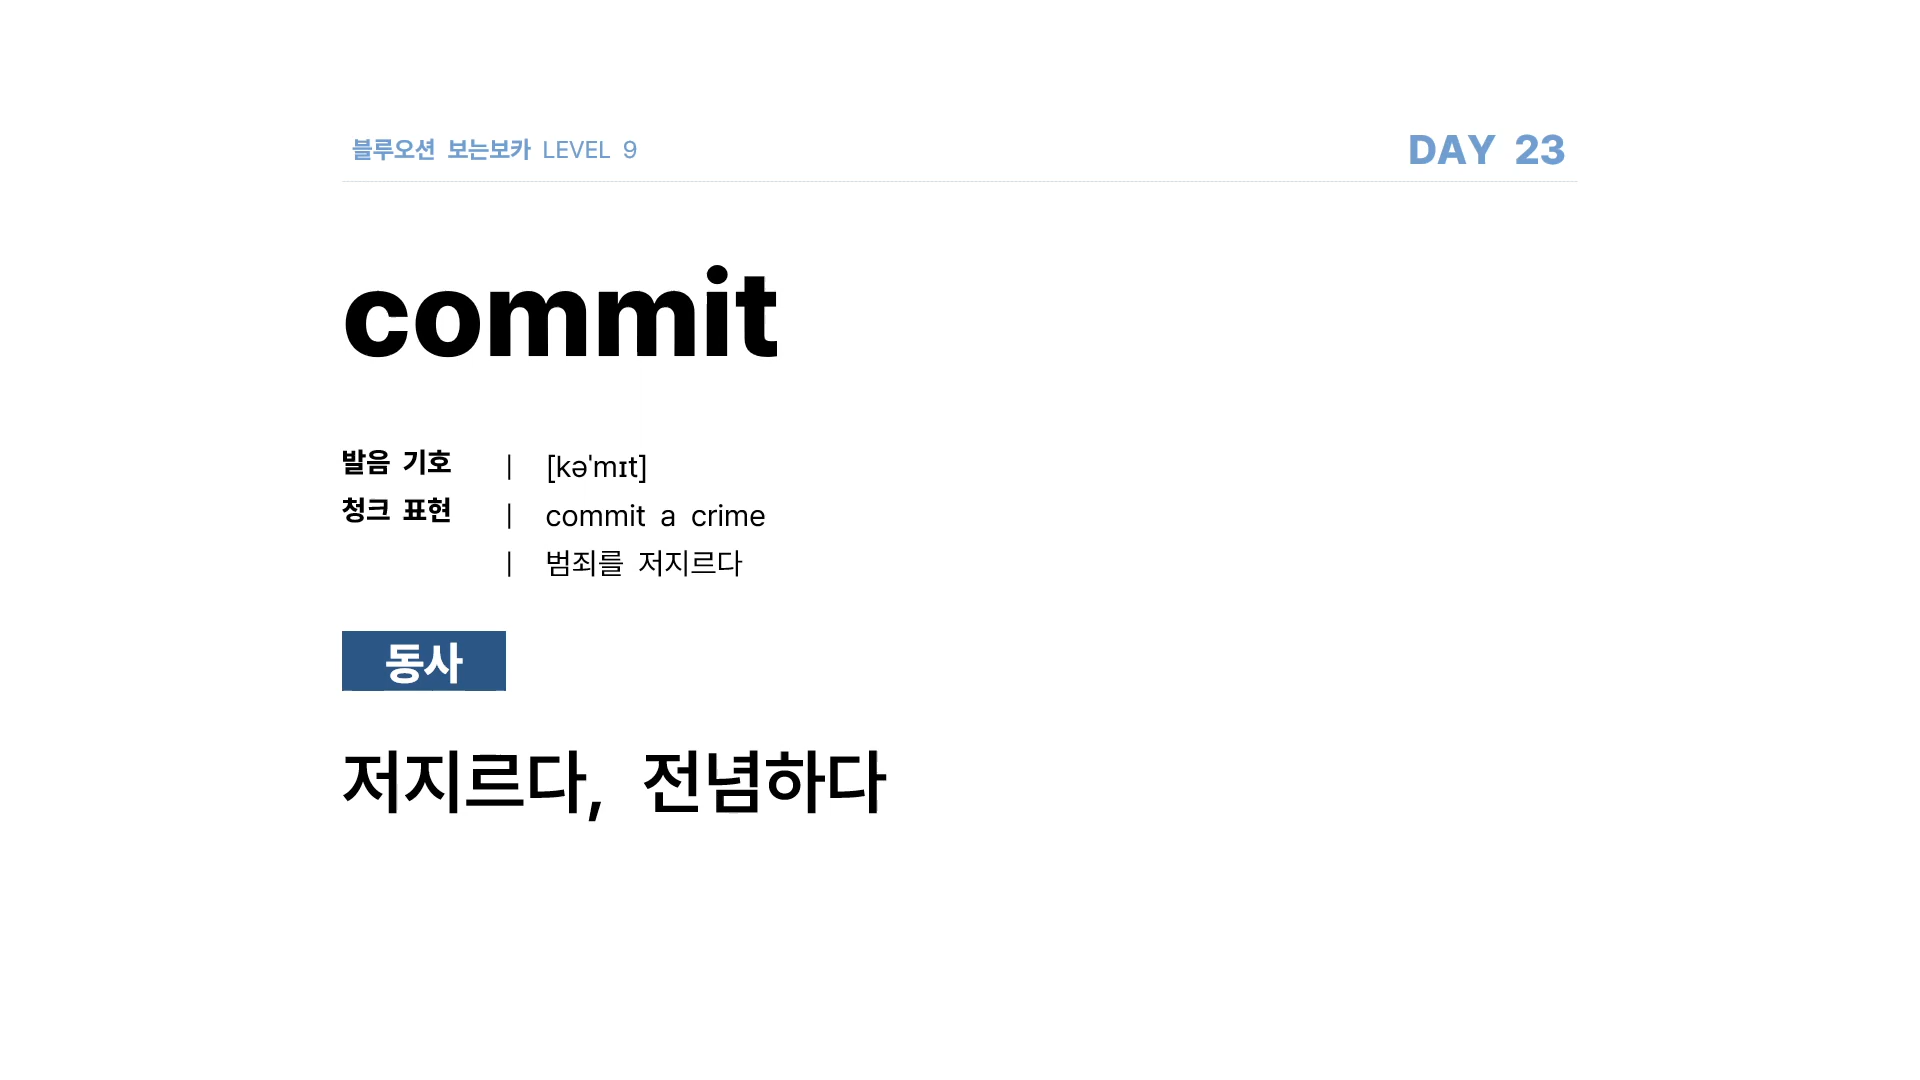 블루오션 보는보카 LEVEL 9
DAY 23
commit
발음 기호 | [kə'mɪt]
청크 표현 | commit a crime
| 범죄를 저지르다
동사
저지르다, 전념하다